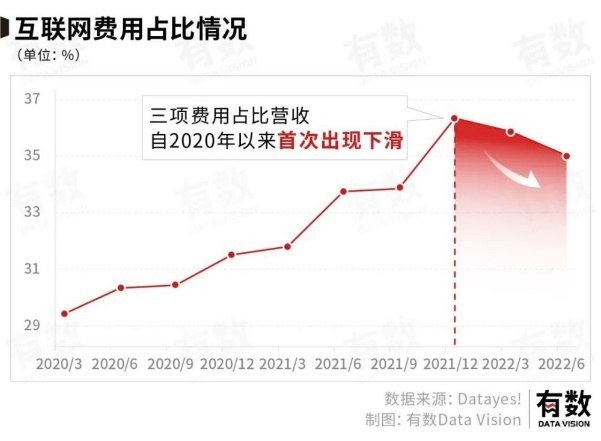 互联网费用占比情况
（单位：%）
37
三项费用占比营收
自2020年以来首次出现下滑
35
33
31
29
2020/3 2020/6 2020/9 2020/12 2021/3 2021/6 2021/9 2021/12 2022/3 2022/6
数据来源：Datayes!
制图：有数Data Vision
有数
DATA VISION